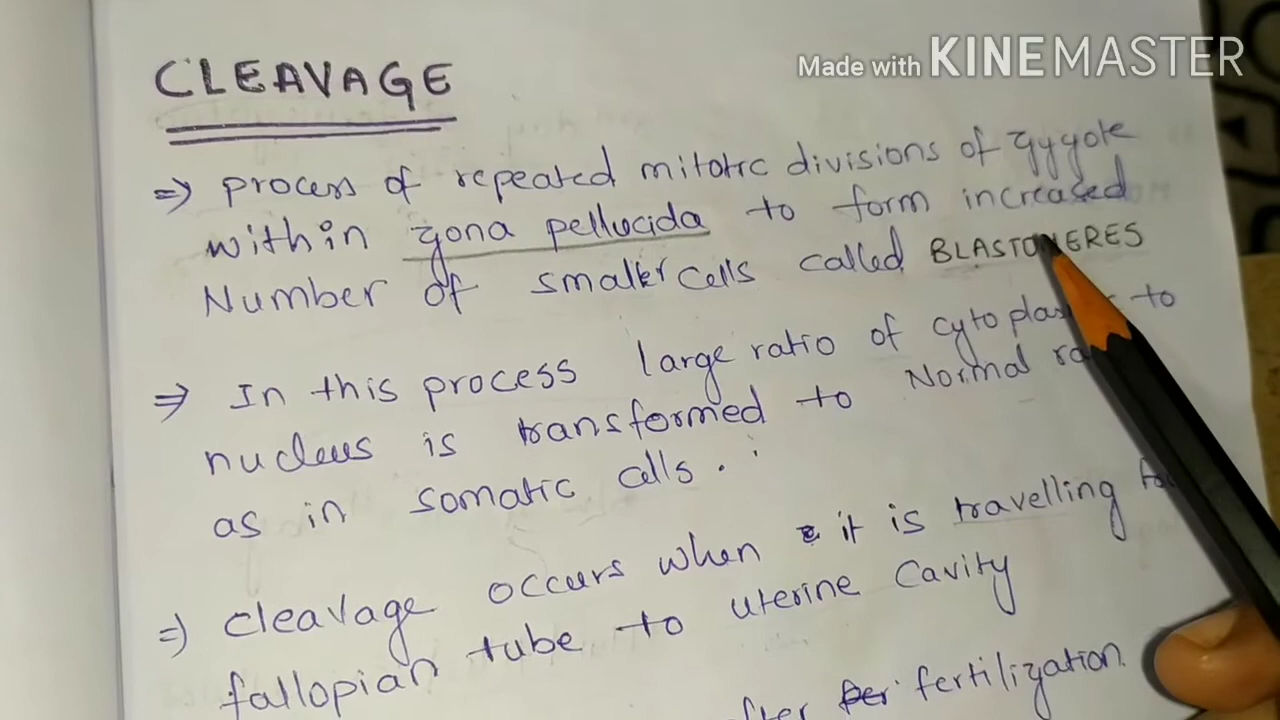 Made with KINEMASTER
CLEAVAGE
⇒ process of repeated mitotic divisions of zygote
within zona pellucida to form increased
Number of smaller cells called BLASTOMERES
⇒ In this process large ratio of to
nucleus is transformed to Normal
as in somatic cells.
⇒ cleavage occurs when it is travelling
fallopian tube to uterine cavity
fertilization.